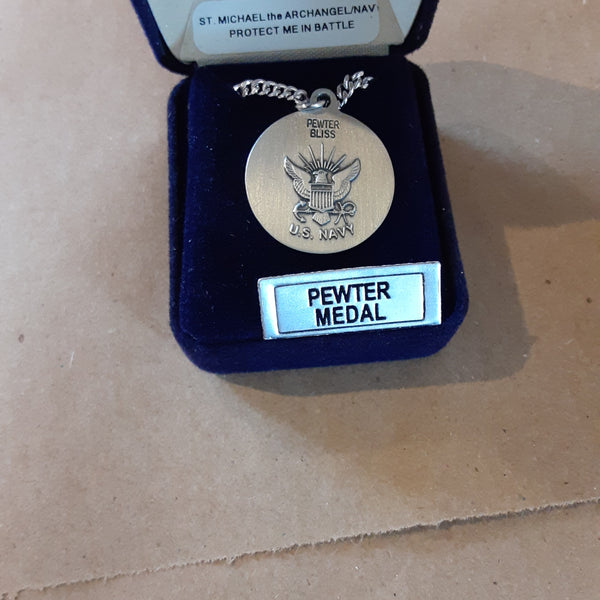 ST. MICHAEL the ARCHANGEL/NAVY
PROTECT ME IN BATTLE
PEWTER
BLISS
U.S. NAVY
PEWTER
MEDAL